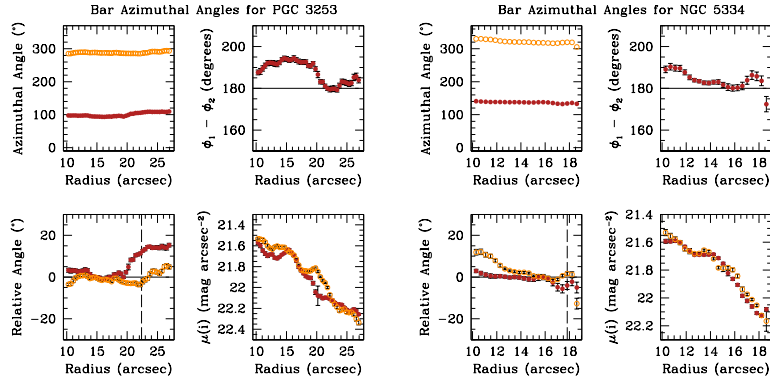 Bar Azimuthal Angles for PGC 3253
Bar Azimuthal Angles for NGC 5334
Azimuthal Angle (°)
300
200
100
0
10 15 20 25
Radius (arcsec)
ϕ₁ − ϕ₂ (degrees)
200
180
160
10 15 20 25
Radius (arcsec)
Azimuthal Angle (°)
300
200
100
0
10 12 14 16 18
Radius (arcsec)
ϕ₁ − ϕ₂ (degrees)
200
180
160
10 12 14 16 18
Radius (arcsec)
Relative Angle (°)
20
0
−20
10 15 20 25
Radius (arcsec)
μ(i) (mag arcsec⁻²)
21.4
21.6
21.8
22
22.2
22.4
10 15 20 25
Radius (arcsec)
Relative Angle (°)
20
0
−20
10 12 14 16 18
Radius (arcsec)
μ(i) (mag arcsec⁻²)
21.4
21.6
21.8
22
22.2
10 12 14 16 18
Radius (arcsec)